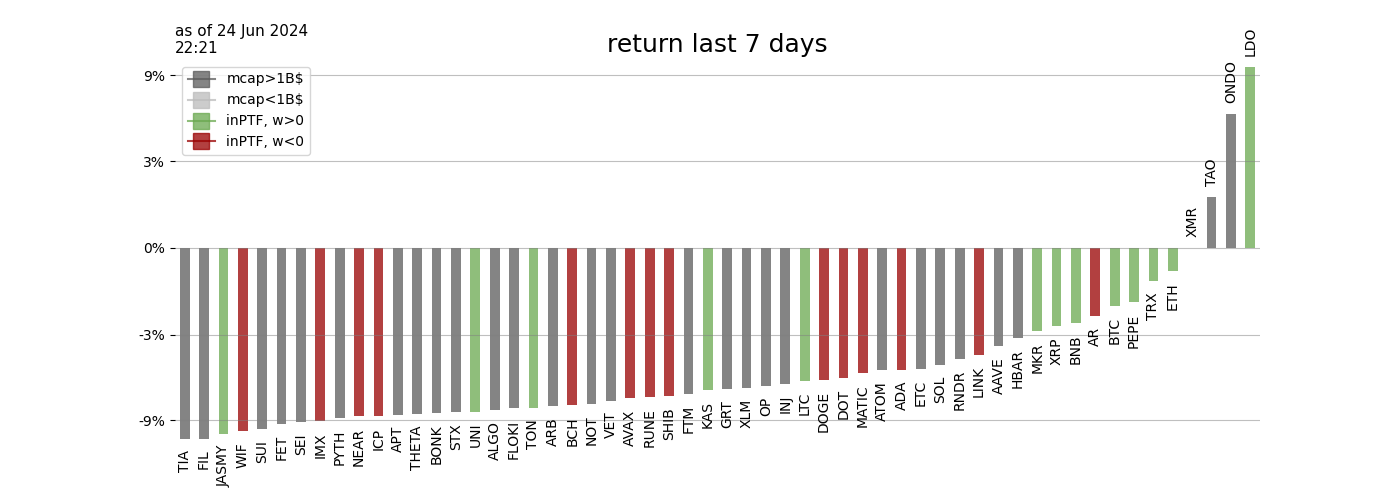 as of 24 Jun 2024
22:21
return last 7 days
mcap>1B$
mcap<1B$
inPTF, w>0
inPTF, w<0
9%
3%
0%
-3%
-9%
TIA
FIL
JASMY
WIF
SUI
FET
SEI
IMX
PYTH
NEAR
ICP
APT
THETA
BONK
STX
UNI
ALGO
FLOKI
TON
ARB
BCH
NOT
VET
AVAX
RUNE
SHIB
FTM
KAS
GRT
XLM
OP
INJ
LTC
DOGE
DOT
MATIC
ATOM
ADA
ETC
SOL
RNDR
LINK
AAVE
HBAR
MKR
XRP
BNB
AR
BTC
PEPE
TRX
ETH
XMR
TAO
ONDO
LDO